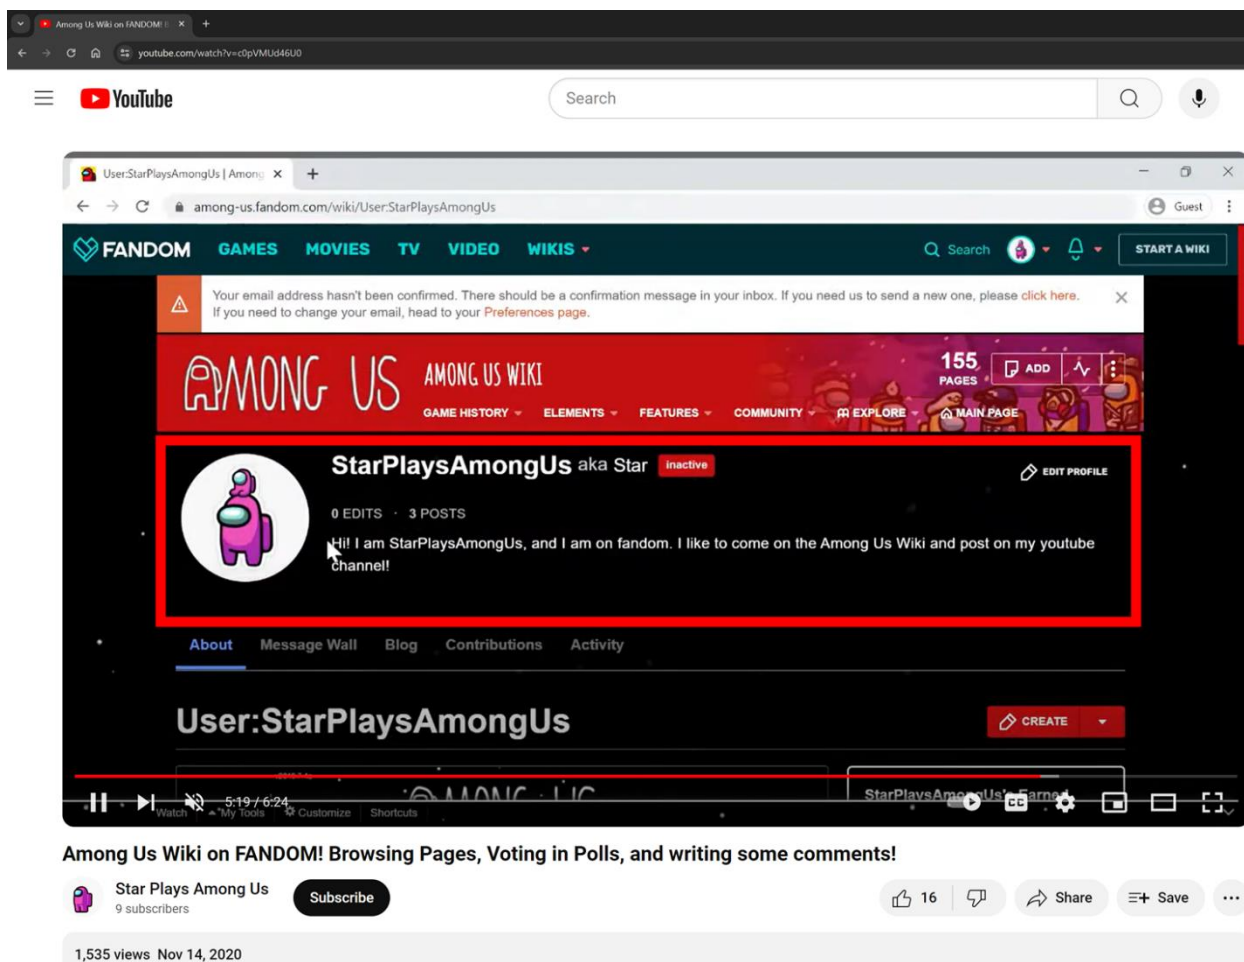 Among Us Wiki on FANDOM!
youtube.com/watch?v=c0pVMUd46U0
YouTube
Search
User:StarPlaysAmongUs | Among
among-us.fandom.com/wiki/User:StarPlaysAmongUs
Guest
FANDOM GAMES MOVIES TV VIDEO WIKIS Search START A WIKI
Your email address hasn't been confirmed. There should be a confirmation message in your inbox. If you need us to send a new one, please click here.
If you need to change your email, head to your Preferences page.
AMONG US AMONG US WIKI 155 PAGES ADD
GAME HISTORY ELEMENTS FEATURES COMMUNITY EXPLORE MAIN PAGE
StarPlaysAmongUs aka Star inactive
EDIT PROFILE
0 EDITS · 3 POSTS
Hi! I am StarPlaysAmongUs, and I am on fandom. I like to come on the Among Us Wiki and post on my youtube
channel!
About Message Wall Blog Contributions Activity
User:StarPlaysAmongUs CREATE
AMONG US StarPlaysAmongUs's Earned
5:19 / 6:24 CC
Watch My Tools Customize Shortcuts
Among Us Wiki on FANDOM! Browsing Pages, Voting in Polls, and writing some comments!
Star Plays Among Us
9 subscribers
Subscribe
16 Share Save
1,535 views Nov 14, 2020